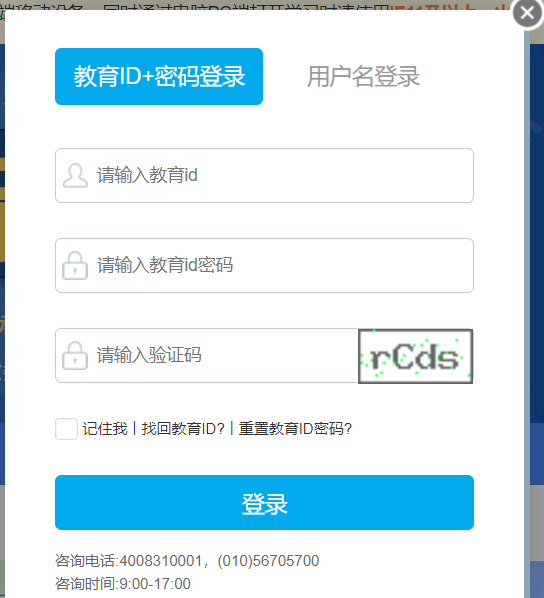 教育ID+密码登录 用户名登录
请输入教育id
请输入教育id密码
请输入验证码 rCds
记住我 | 找回教育ID? | 重置教育ID密码?
登录
咨询电话:4008310001，(010)56705700
咨询时间:9:00-17:00